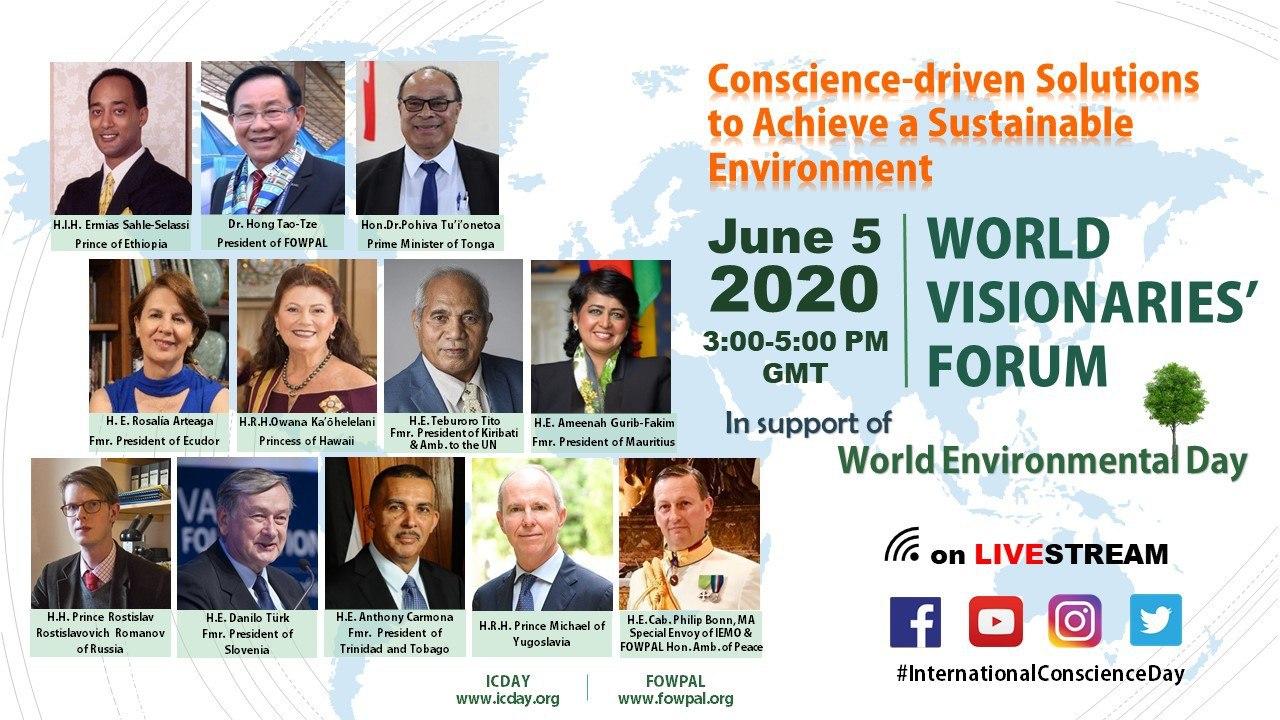 Conscience-driven Solutions
to Achieve a Sustainable
Environment
June 5
2020
3:00-5:00 PM
GMT
WORLD
VISIONARIES’
FORUM
In support of
World Environmental Day
on LIVESTREAM
#InternationalConscienceDay
H.I.H. Ermias Sahle-Selassi
Prince of Ethiopia
Dr. Hong Tao-Tze
President of FOWPAL
Hon.Dr.Pohiva Tu’i’onetoa
Prime Minister of Tonga
H. E. Rosalía Arteaga
Fmr. President of Ecudor
H.R.H.Owana Ka’ōhelelani
Princess of Hawaii
H.E.Teburoro Tito
Fmr. President of Kiribati
& Amb. to the UN
H.E. Ameenah Gurib-Fakim
Fmr. President of Mauritius
H.H. Prince Rostislav
Rostislavovich Romanov
of Russia
H.E. Danilo Türk
Fmr. President of
Slovenia
H.E. Anthony Carmona
Fmr. President of
Trinidad and Tobago
H.R.H. Prince Michael of
Yugoslavia
H.E.Cab. Philip Bonn, MA
Special Envoy of IEMO &
FOWPAL Hon. Amb. of Peace
ICDAY
www.icday.org
FOWPAL
www.fowpal.org